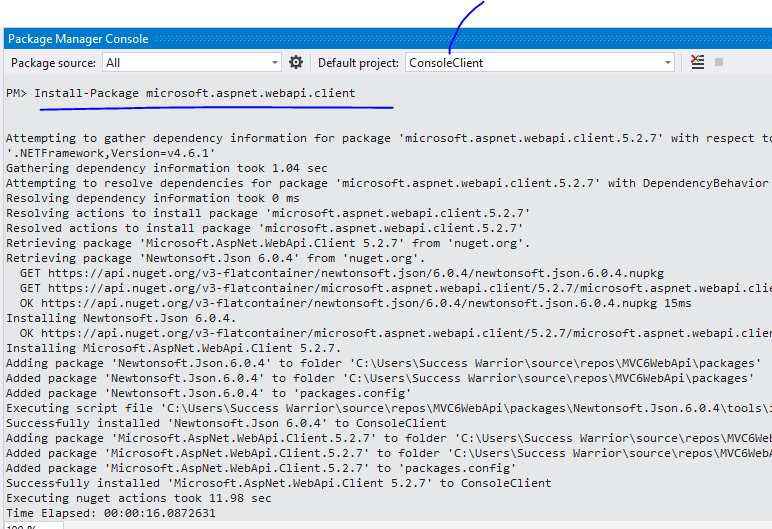 Package Manager Console
Package source: All Default project: ConsoleClient
PM> Install-Package microsoft.aspnet.webapi.client
Attempting to gather dependency information for package 'microsoft.aspnet.webapi.client.5.2.7' with respect to
'.NETFramework,Version=v4.6.1'
Gathering dependency information took 1.04 sec
Attempting to resolve dependencies for package 'microsoft.aspnet.webapi.client.5.2.7' with DependencyBehavior
Resolving dependency information took 0 ms
Resolving actions to install package 'microsoft.aspnet.webapi.client.5.2.7'
Resolved actions to install package 'microsoft.aspnet.webapi.client.5.2.7'
Retrieving package 'Microsoft.AspNet.WebApi.Client 5.2.7' from 'nuget.org'.
Retrieving package 'Newtonsoft.Json 6.0.4' from 'nuget.org'.
GET https://api.nuget.org/v3-flatcontainer/newtonsoft.json/6.0.4/newtonsoft.json.6.0.4.nupkg
GET https://api.nuget.org/v3-flatcontainer/microsoft.aspnet.webapi.client/5.2.7/microsoft.aspnet.webapi.clie
OK https://api.nuget.org/v3-flatcontainer/newtonsoft.json/6.0.4/newtonsoft.json.6.0.4.nupkg 15ms
Installing Newtonsoft.Json 6.0.4.
OK https://api.nuget.org/v3-flatcontainer/microsoft.aspnet.webapi.client/5.2.7/microsoft.aspnet.webapi.clien
Installing Microsoft.AspNet.WebApi.Client 5.2.7.
Adding package 'Newtonsoft.Json.6.0.4' to folder 'C:\Users\Success Warrior\source\repos\MVC6WebApi\packages'
Added package 'Newtonsoft.Json.6.0.4' to folder 'C:\Users\Success Warrior\source\repos\MVC6WebApi\packages'
Added package 'Newtonsoft.Json.6.0.4' to 'packages.config'
Executing script file 'C:\Users\Success Warrior\source\repos\MVC6WebApi\packages\Newtonsoft.Json.6.0.4\tools\i
Successfully installed 'Newtonsoft.Json 6.0.4' to ConsoleClient
Adding package 'Microsoft.AspNet.WebApi.Client.5.2.7' to folder 'C:\Users\Success Warrior\source\repos\MVC6Web
Added package 'Microsoft.AspNet.WebApi.Client.5.2.7' to folder 'C:\Users\Success Warrior\source\repos\MVC6WebA
Added package 'Microsoft.AspNet.WebApi.Client.5.2.7' to 'packages.config'
Successfully installed 'Microsoft.AspNet.WebApi.Client 5.2.7' to ConsoleClient
Executing nuget actions took 11.98 sec
Time Elapsed: 00:00:16.0872631